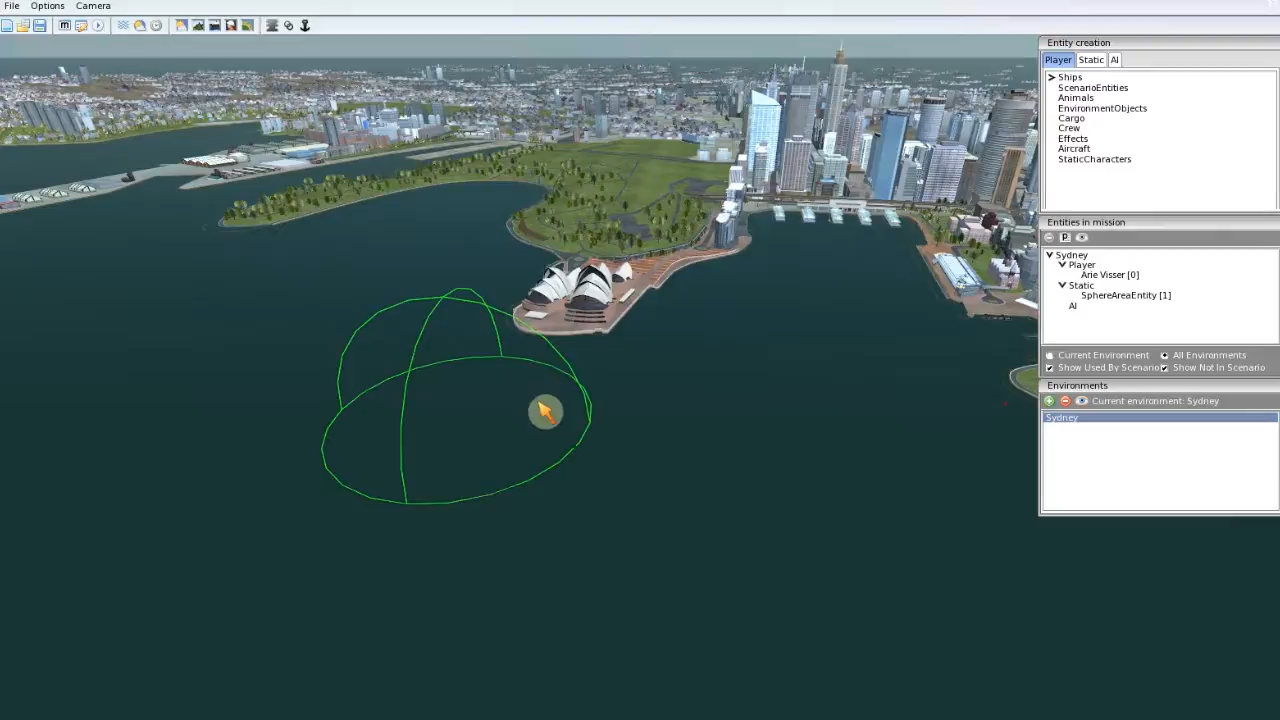 File Options Camera
Entity creation
Player Static AI
Ships
ScenarioEntities
Animals
EnvironmentObjects
Cargo
Crew
Effects
Aircraft
StaticCharacters
Entities in mission
P
Sydney
Player
Arie Visser [0]
Static
SphereAreaEntity [1]
AI
Current Environment All Environments
Show Used By Scenario Show Not In Scenario
Environments
Current environment: Sydney
Sydney